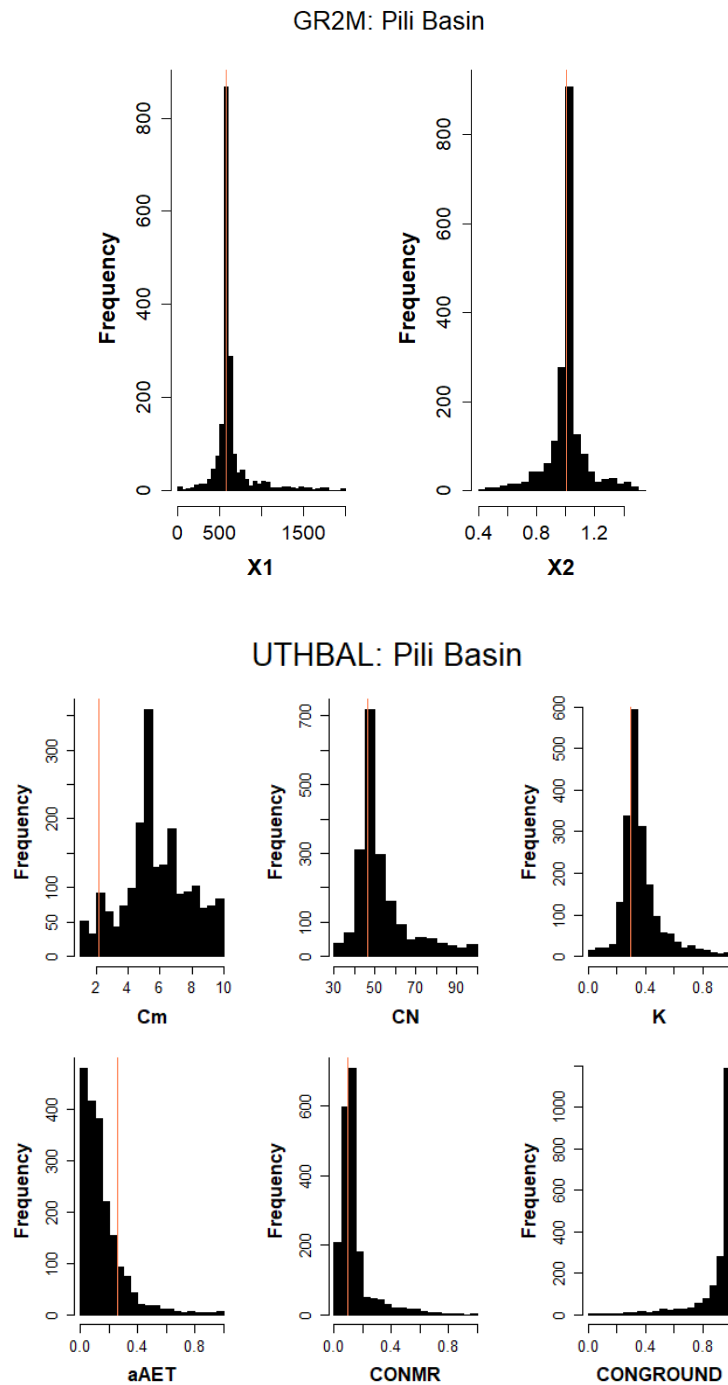 GR2M: Pili Basin
Frequency
0 200 400 600 800
0 500 1500
X1
Frequency
0 200 400 600 800
0.4 0.8 1.2
X2
UTHBAL: Pili Basin
Frequency
0 50 100 200 300
2 4 6 8 10
Cm
Frequency
0 100 300 500 700
30 50 70 90
CN
Frequency
0 100 200 300 400 500 600
0.0 0.4 0.8
K
Frequency
0 100 200 300 400
0.0 0.4 0.8
aAET
Frequency
0 200 400 600
0.0 0.4 0.8
CONMR
Frequency
0 200 400 600 800 1000
0.0 0.4 0.8
CONGROUND